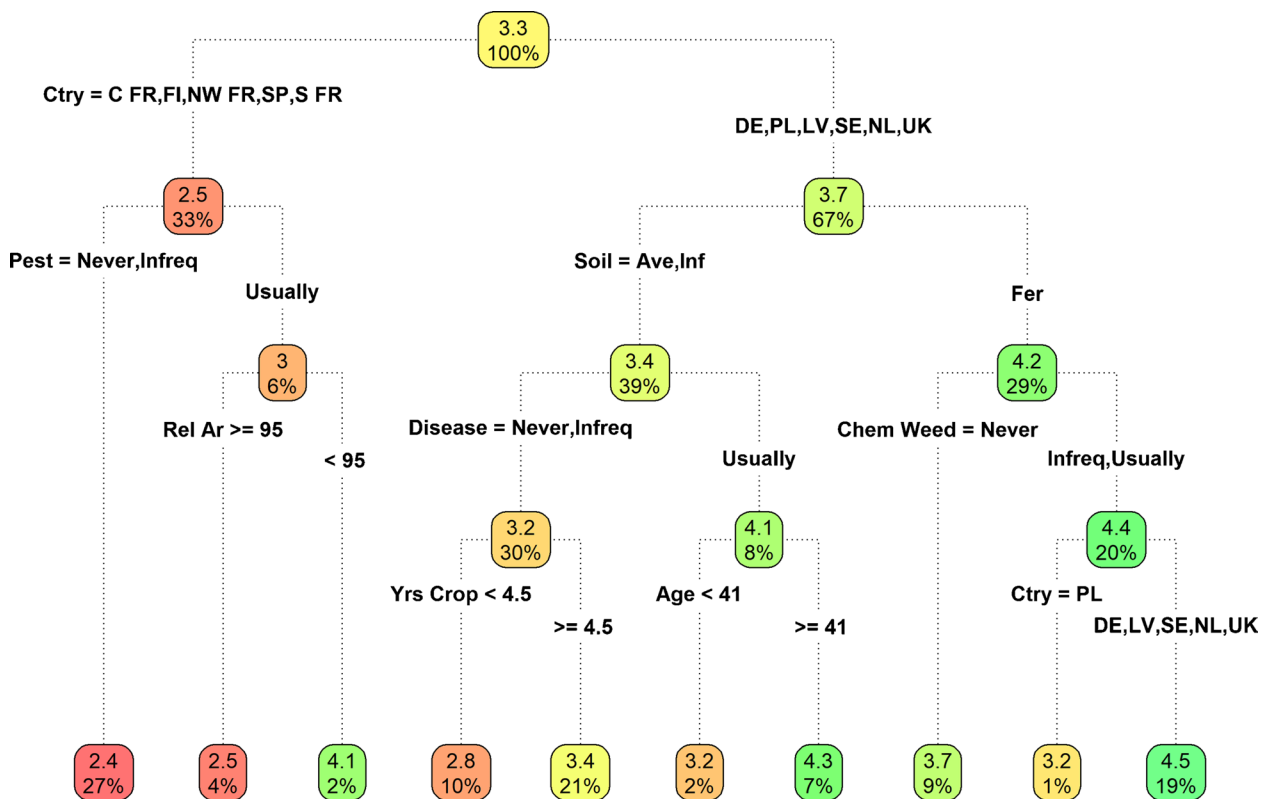 3.3
100%
Ctry = C FR,FI,NW FR,SP,S FR
DE,PL,LV,SE,NL,UK
2.5
33%
3.7
67%
Pest = Never,Infreq
Usually
Soil = Ave,Inf
Fer
3
6%
3.4
39%
4.2
29%
Rel Ar >= 95
< 95
Disease = Never,Infreq
Usually
Chem Weed = Never
Infreq,Usually
3.2
30%
4.1
8%
4.4
20%
Yrs Crop < 4.5
>= 4.5
Age < 41
>= 41
Ctry = PL
DE,LV,SE,NL,UK
2.4
27%
2.5
4%
4.1
2%
2.8
10%
3.4
21%
3.2
2%
4.3
7%
3.7
9%
3.2
1%
4.5
19%